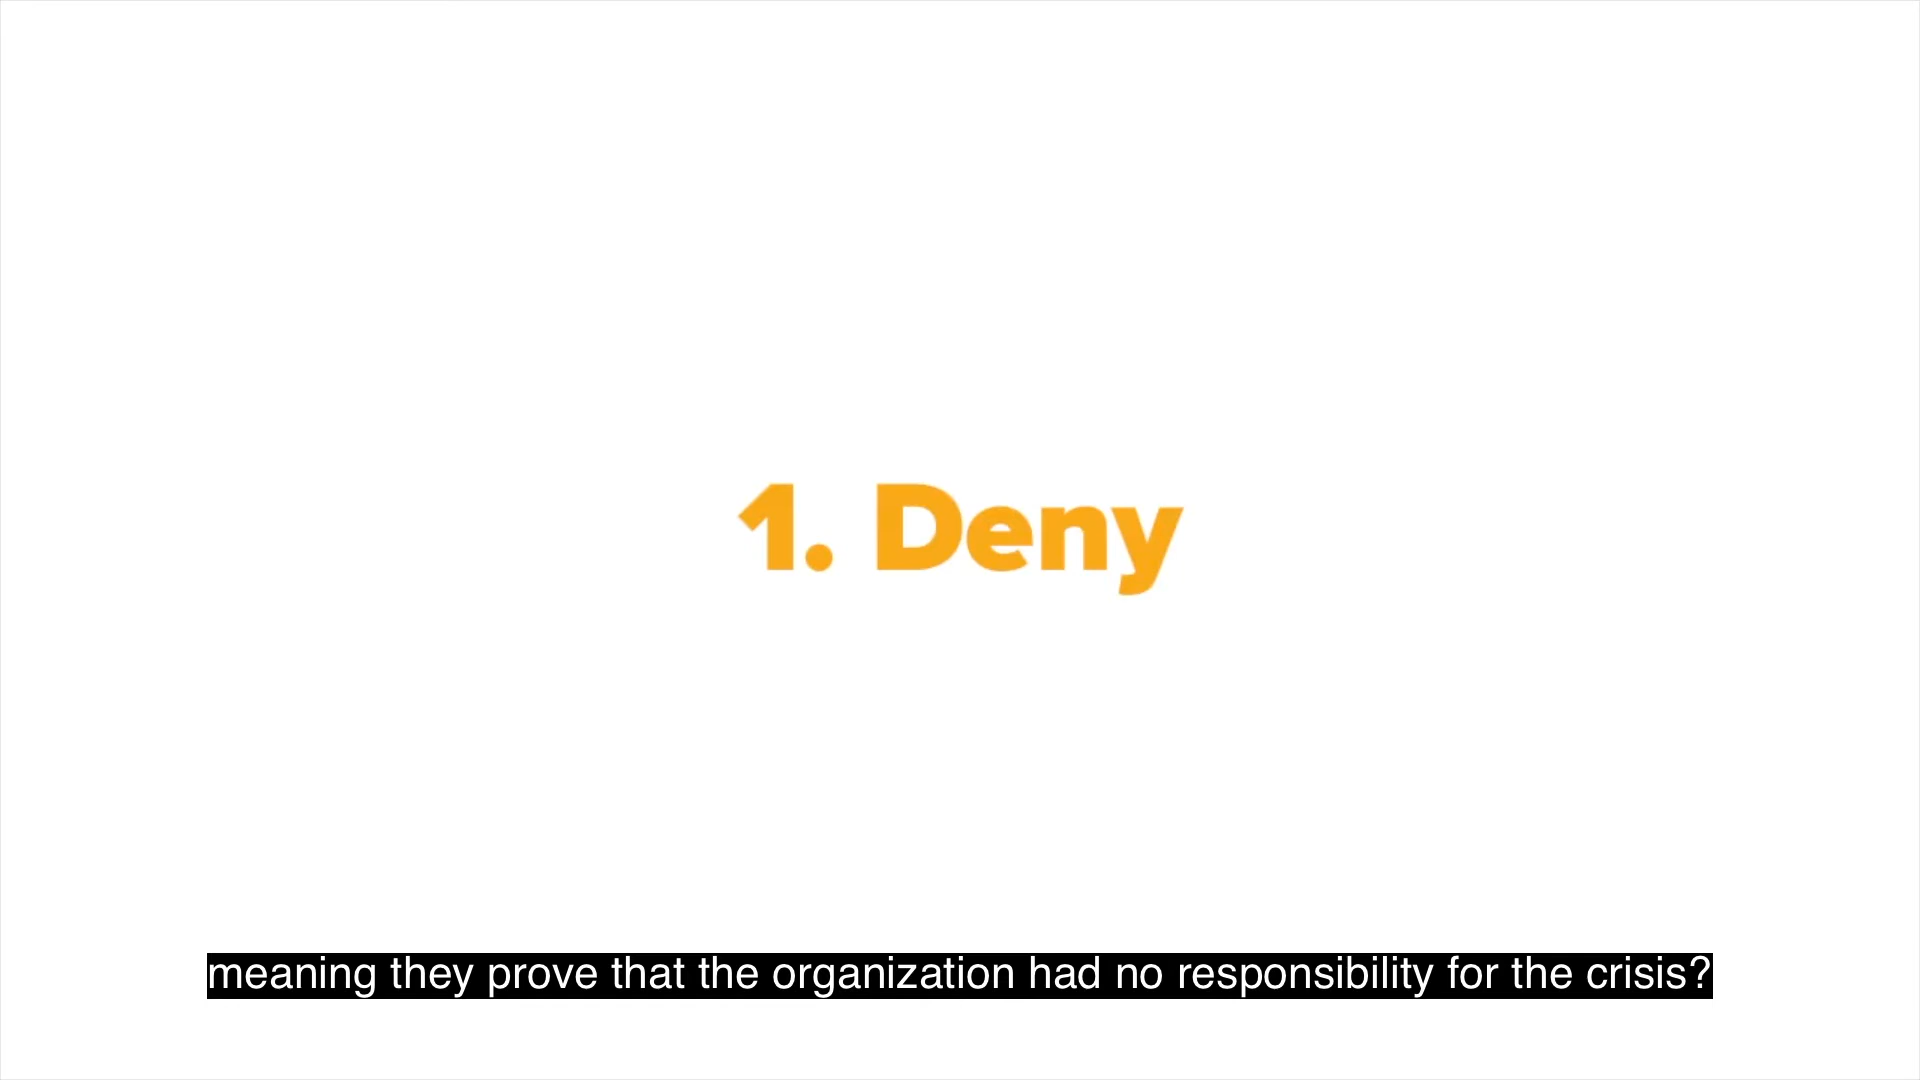 1. Deny
meaning they prove that the organization had no responsibility for the crisis?